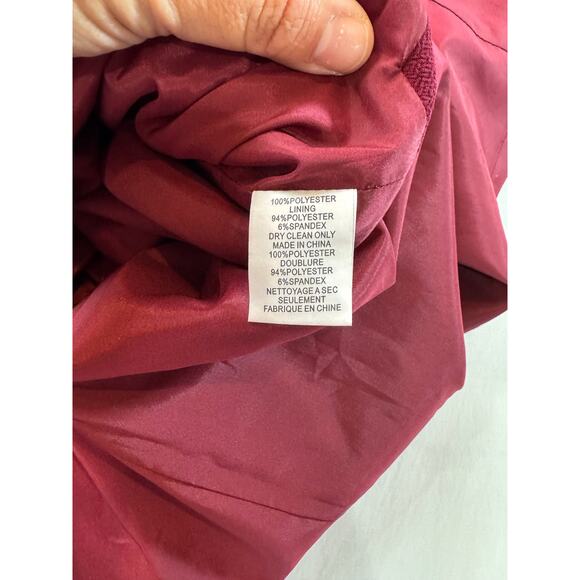 100%POLYESTER
LINING
94%POLYESTER
6%SPANDEX
DRY CLEAN ONLY
MADE IN CHINA
100%POLYESTER
DOUBLURE
94%POLYESTER
6%SPANDEX
NETTOYAGE A SEC
SEULEMENT
FABRIQUE EN CHINE